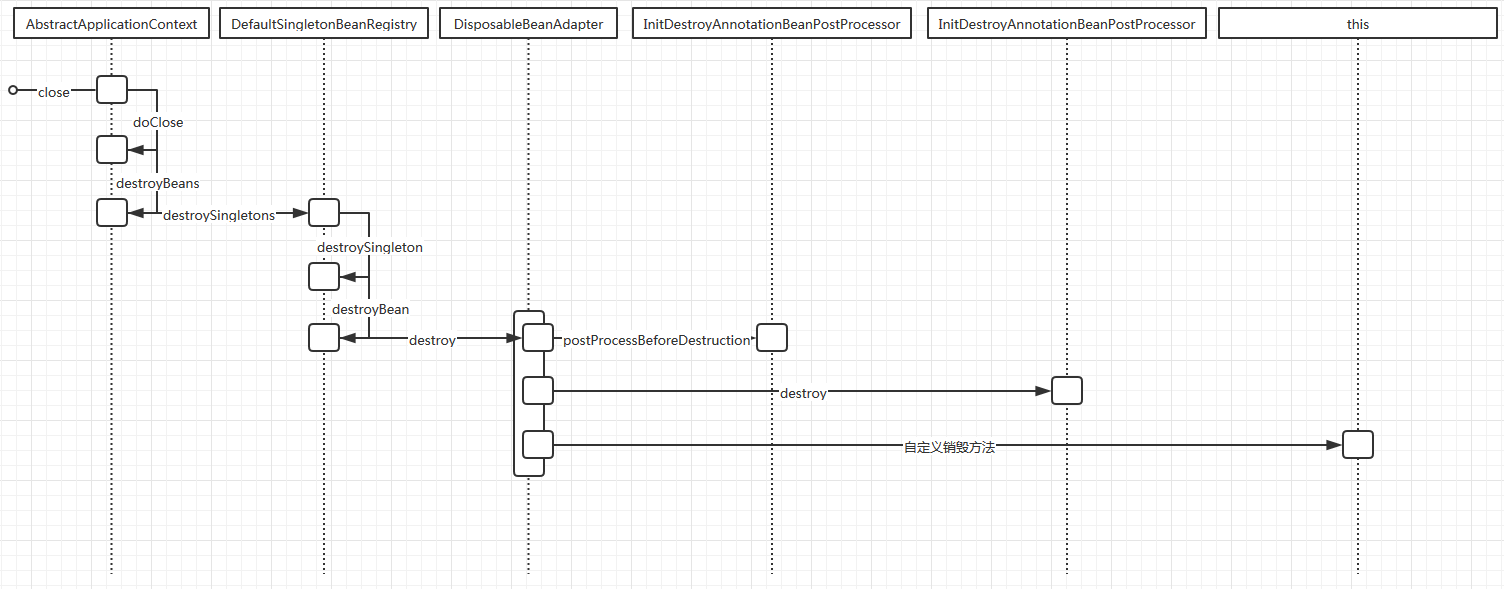 AbstractApplicationContext
DefaultSingletonBeanRegistry
DisposableBeanAdapter
InitDestroyAnnotationBeanPostProcessor
InitDestroyAnnotationBeanPostProcessor
this
close
doClose
destroyBeans
destroySingletons
destroySingleton
destroyBean
destroy
postProcessBeforeDestruction
destroy
自定义销毁方法